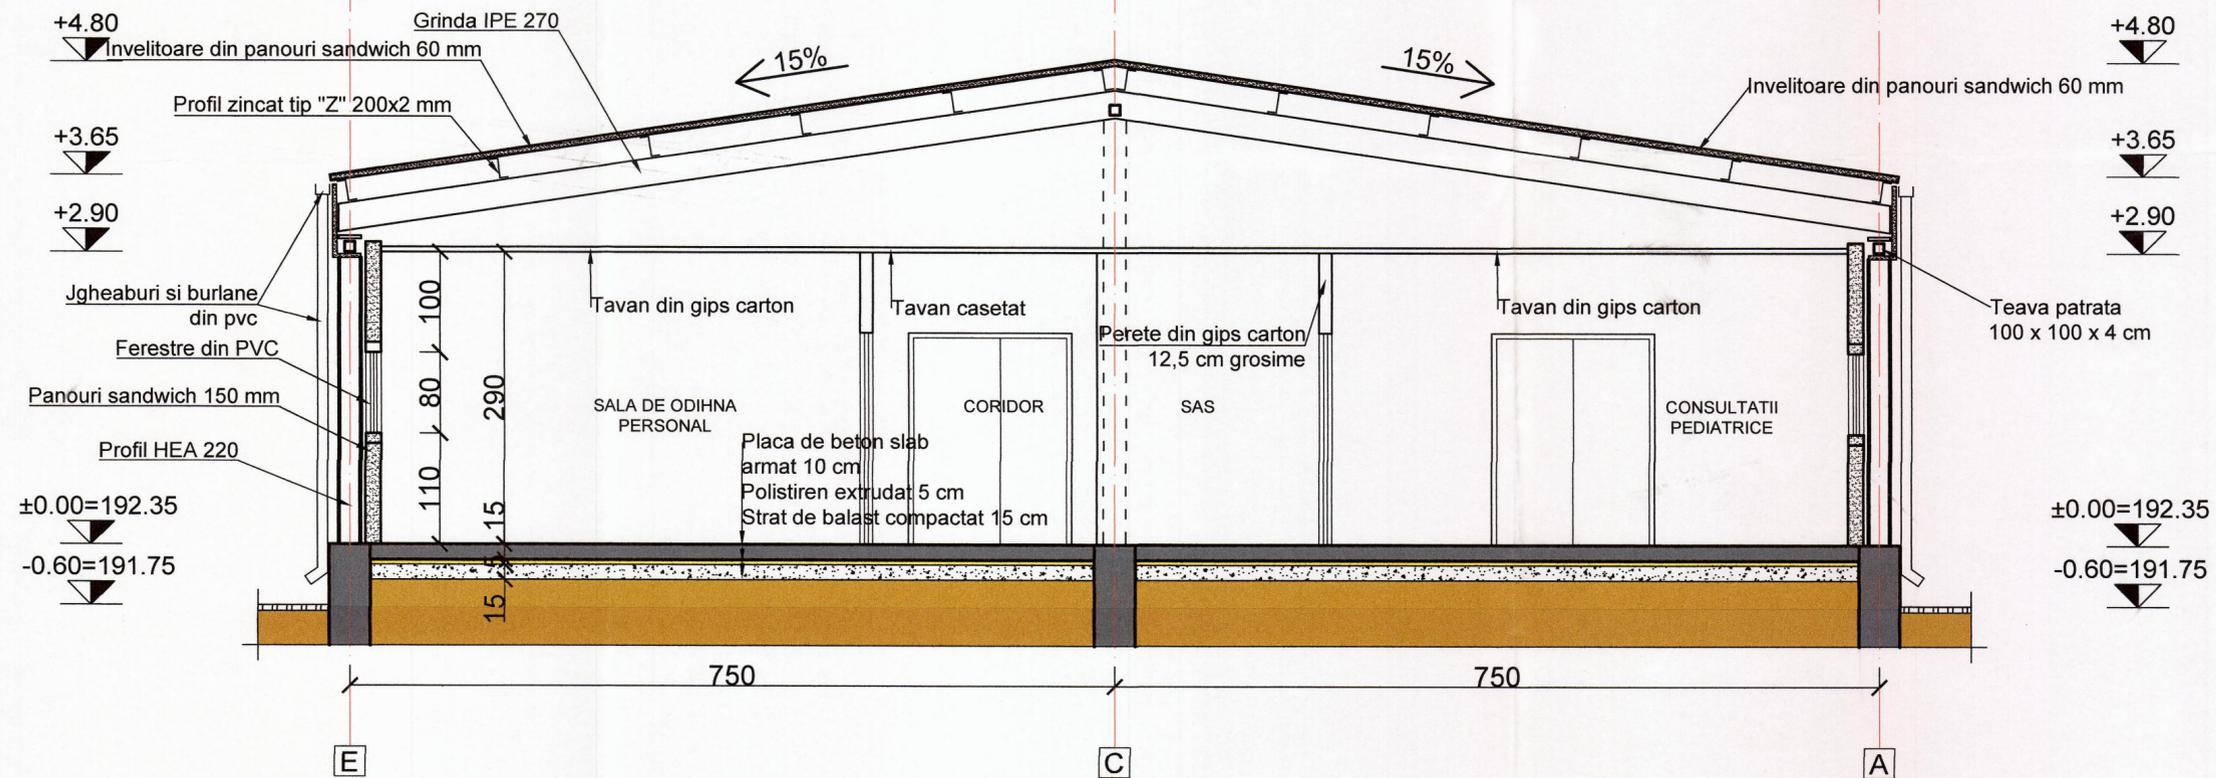 +4.80
Grinda IPE 270
+4.80
Invelitoare din panouri sandwich 60 mm
15%
15%
Invelitoare din panouri sandwich 60 mm
Profil zincat tip "Z" 200x2 mm
+3.65
+3.65
+2.90
+2.90
Jgheaburi si burlane
din pvc
100
Tavan din gips carton
Tavan casetat
Perete din gips carton
12,5 cm grosime
Tavan din gips carton
Teava patrata
100 x 100 x 4 cm
Ferestre din PVC
Panouri sandwich 150 mm
80
290
SALA DE ODIHNA
PERSONAL
CORIDOR
SAS
CONSULTATII
PEDIATRICE
Profil HEA 220
110
Placa de beton slab
armat 10 cm
Polistiren extrudat 5 cm
Strat de balast compactat 15 cm
±0.00=192.35
15
±0.00=192.35
-0.60=191.75
5
-0.60=191.75
15
750
750
E
C
A